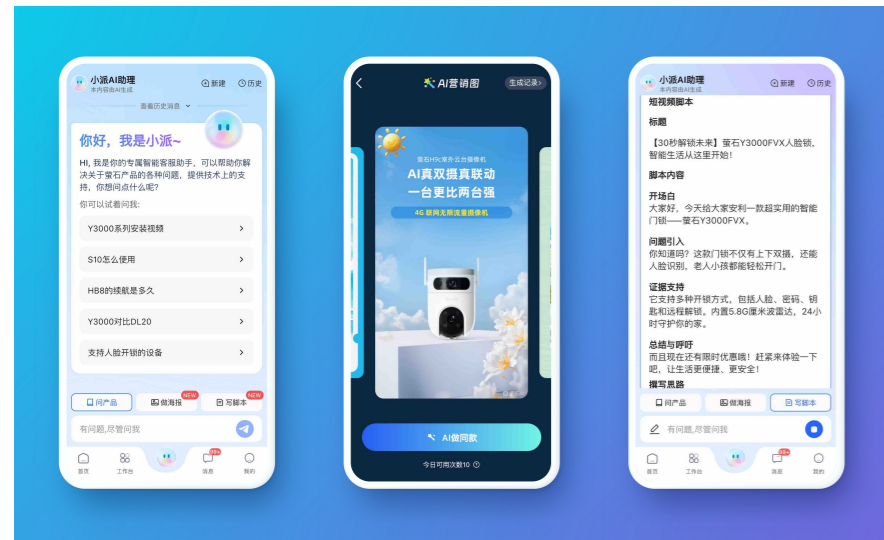 小派AI助理
本内容由AI生成
新建
历史
查看历史消息
你好，我是小派~
HI, 我是你的专属智能客服助手，可以帮助你解
决关于萤石产品的各种问题，提供技术上的支
持，你想问点什么呢？
你可以试着问我:
Y3000系列安装视频
S10怎么使用
HB8的续航是多久
Y3000对比DL20
支持人脸开锁的设备
问产品
做海报
NEW
写脚本
NEW
有问题,尽管问我
首页
工作台
消息
99+
我的
AI营销图
生成记录
萤石H9c室外云台摄像机
AI真双摄真联动
一台更比两台强
4G 联网无限流量摄像机
AI做同款
今日可用次数10
小派AI助理
本内容由AI生成
新建
历史
短视频脚本
标题
【30秒解锁未来】萤石Y3000FVX人脸锁，
智能生活从这里开始！
脚本内容
开场白
大家好，今天给大家安利一款超实用的智能
门锁——萤石Y3000FVX。
问题引入
你知道吗？这款门锁不仅有上下双摄，还能
人脸识别，老人小孩都能轻松开门。
证据支持
它支持多种开锁方式，包括人脸、密码、钥
匙和远程解锁。内置5.8G厘米波雷达，24小
时守护你的家。
总结与呼吁
而且现在还有限时优惠哦！赶紧来体验一下
吧，让生活更便捷、更安全！
撰写思路
问产品
做海报
写脚本
有问题,尽管问我
首页
工作台
消息
99+
我的